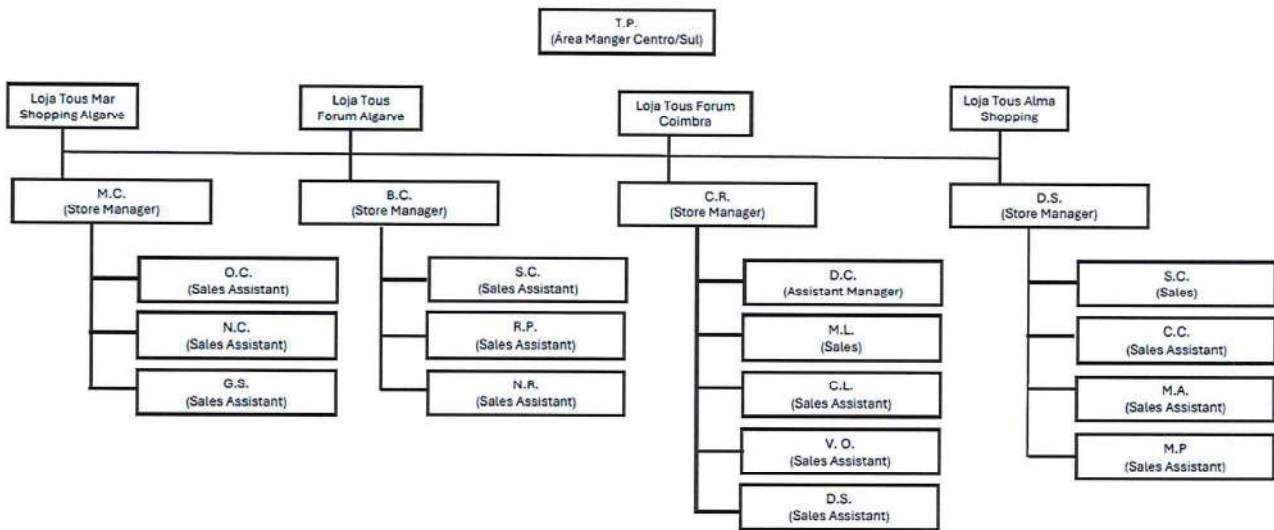 T.P.
(Área Manger Centro/Sul)
Loja Tous Mar
Shopping Algarve
Loja Tous
Forum Algarve
Loja Tous Forum
Coimbra
Loja Tous Alma
Shopping
M.C.
(Store Manager)
B.C.
(Store Manager)
C.R.
(Store Manager)
D.S.
(Store Manager)
O.C.
(Sales Assistant)
N.C.
(Sales Assistant)
G.S.
(Sales Assistant)
S.C.
(Sales Assistant)
R.P.
(Sales Assistant)
N.R.
(Sales Assistant)
D.C.
(Assistant Manager)
M.L.
(Sales)
C.L.
(Sales Assistant)
V. O.
(Sales Assistant)
D.S.
(Sales Assistant)
S.C.
(Sales)
C.C.
(Sales Assistant)
M.A.
(Sales Assistant)
M.P
(Sales Assistant)